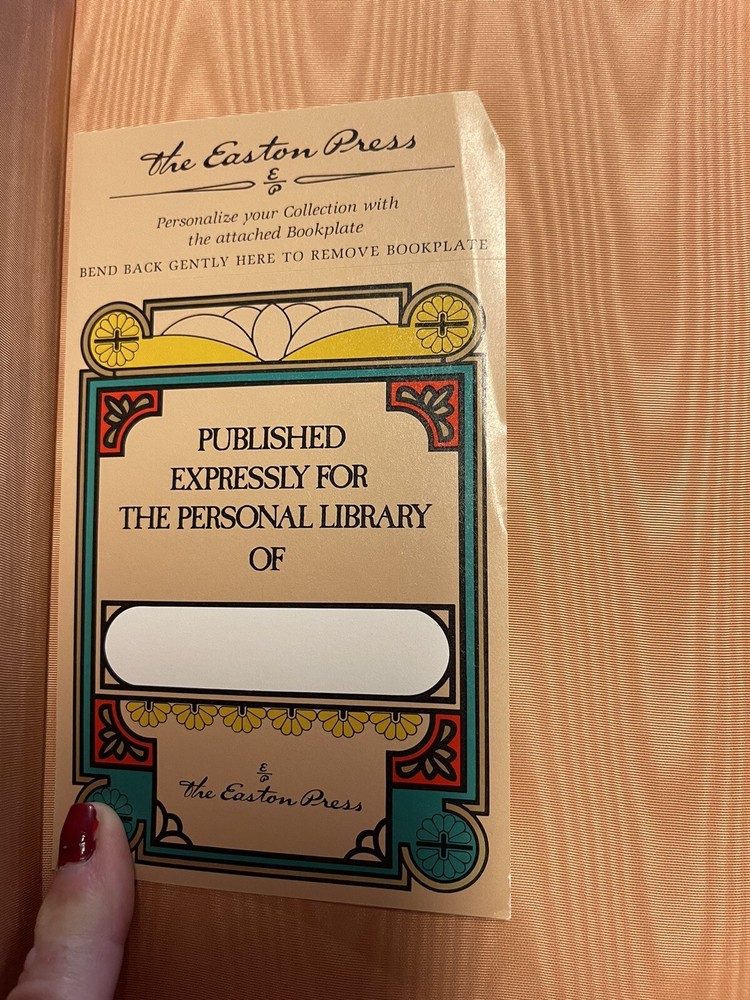 The Easton Press
E
P
Personalize your Collection with
the attached Bookplate
BEND BACK GENTLY HERE TO REMOVE BOOKPLATE
PUBLISHED
EXPRESSLY FOR
THE PERSONAL LIBRARY
OF
E
P
The Easton Press